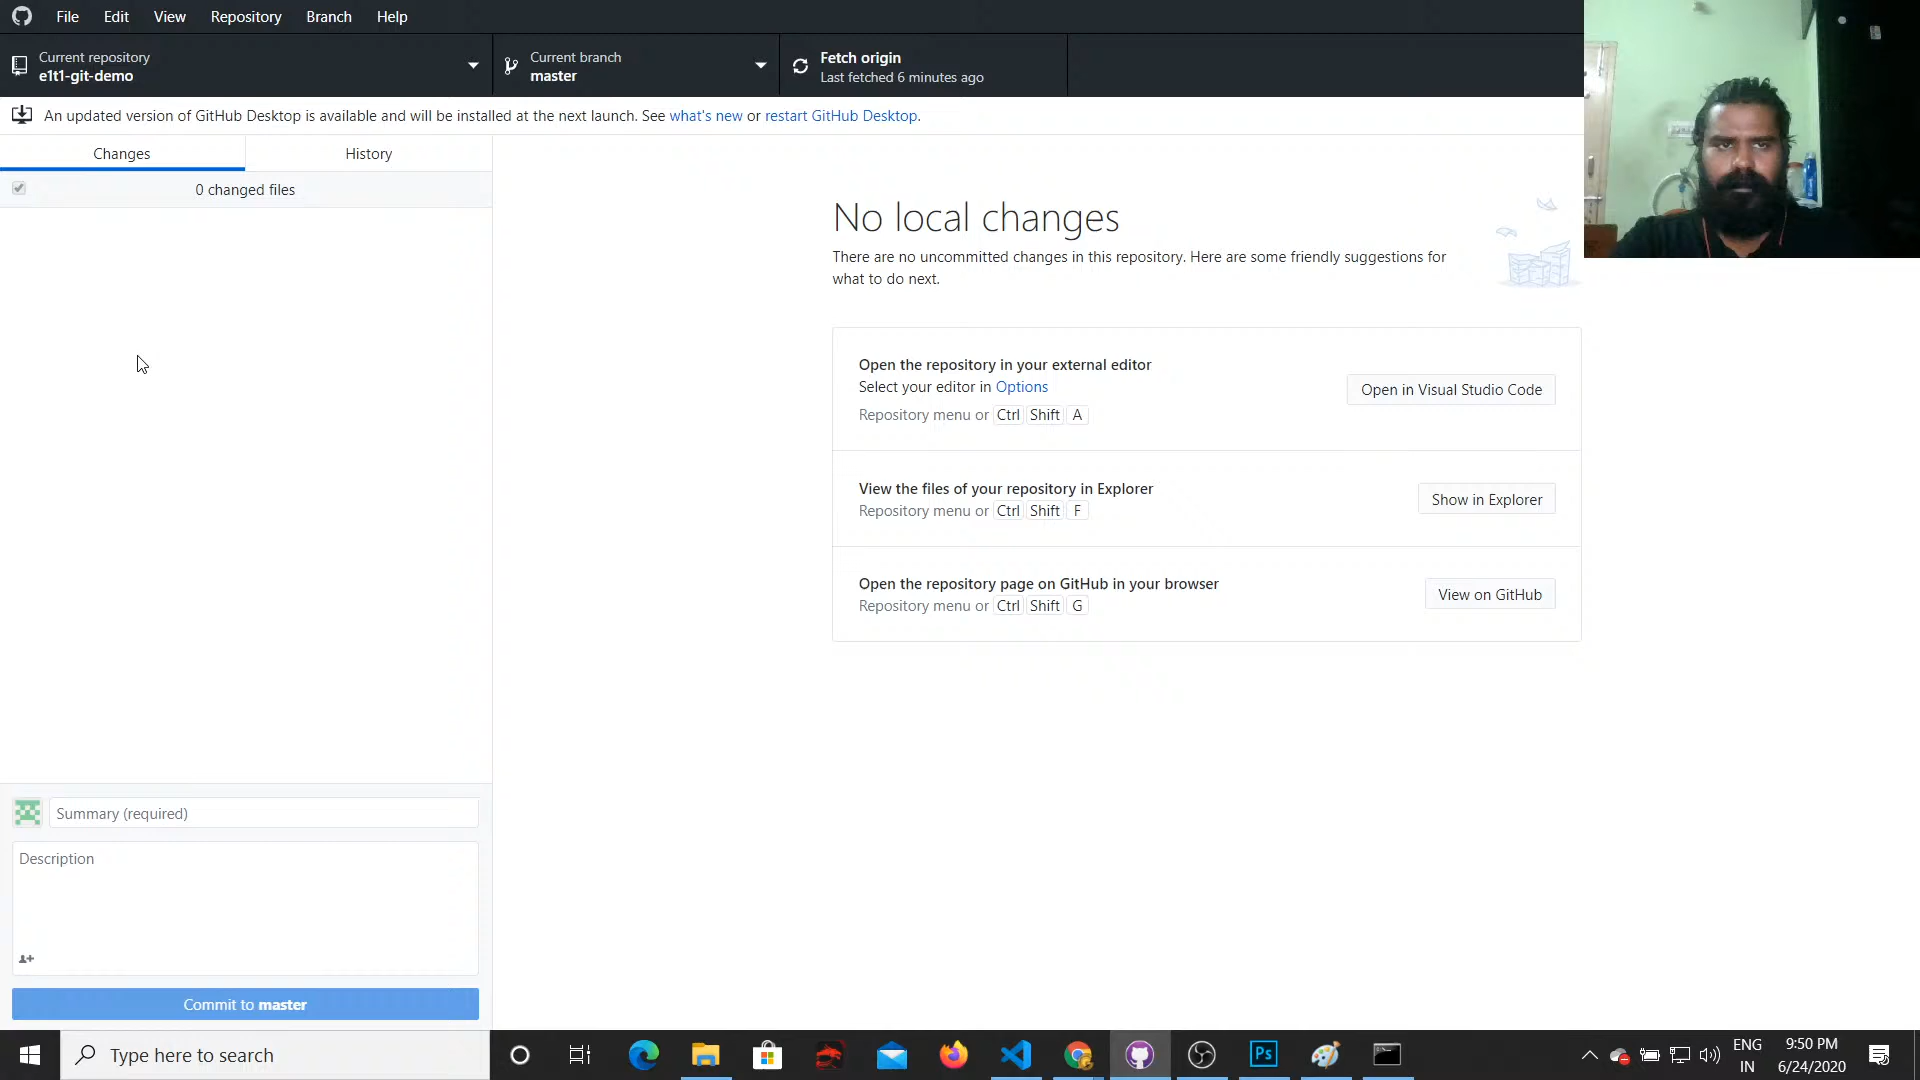 File Edit View Repository Branch Help
Current repository
e1t1-git-demo
Current branch
master
Fetch origin
Last fetched 6 minutes ago
An updated version of GitHub Desktop is available and will be installed at the next launch. See what's new or restart GitHub Desktop.
Changes
History
0 changed files
No local changes
There are no uncommitted changes in this repository. Here are some friendly suggestions for
what to do next.
Open the repository in your external editor
Select your editor in Options
Repository menu or Ctrl Shift A
Open in Visual Studio Code
View the files of your repository in Explorer
Repository menu or Ctrl Shift F
Show in Explorer
Open the repository page on GitHub in your browser
Repository menu or Ctrl Shift G
View on GitHub
Summary (required)
Description
Commit to master
Type here to search
Ps
ENG
IN
9:50 PM
6/24/2020